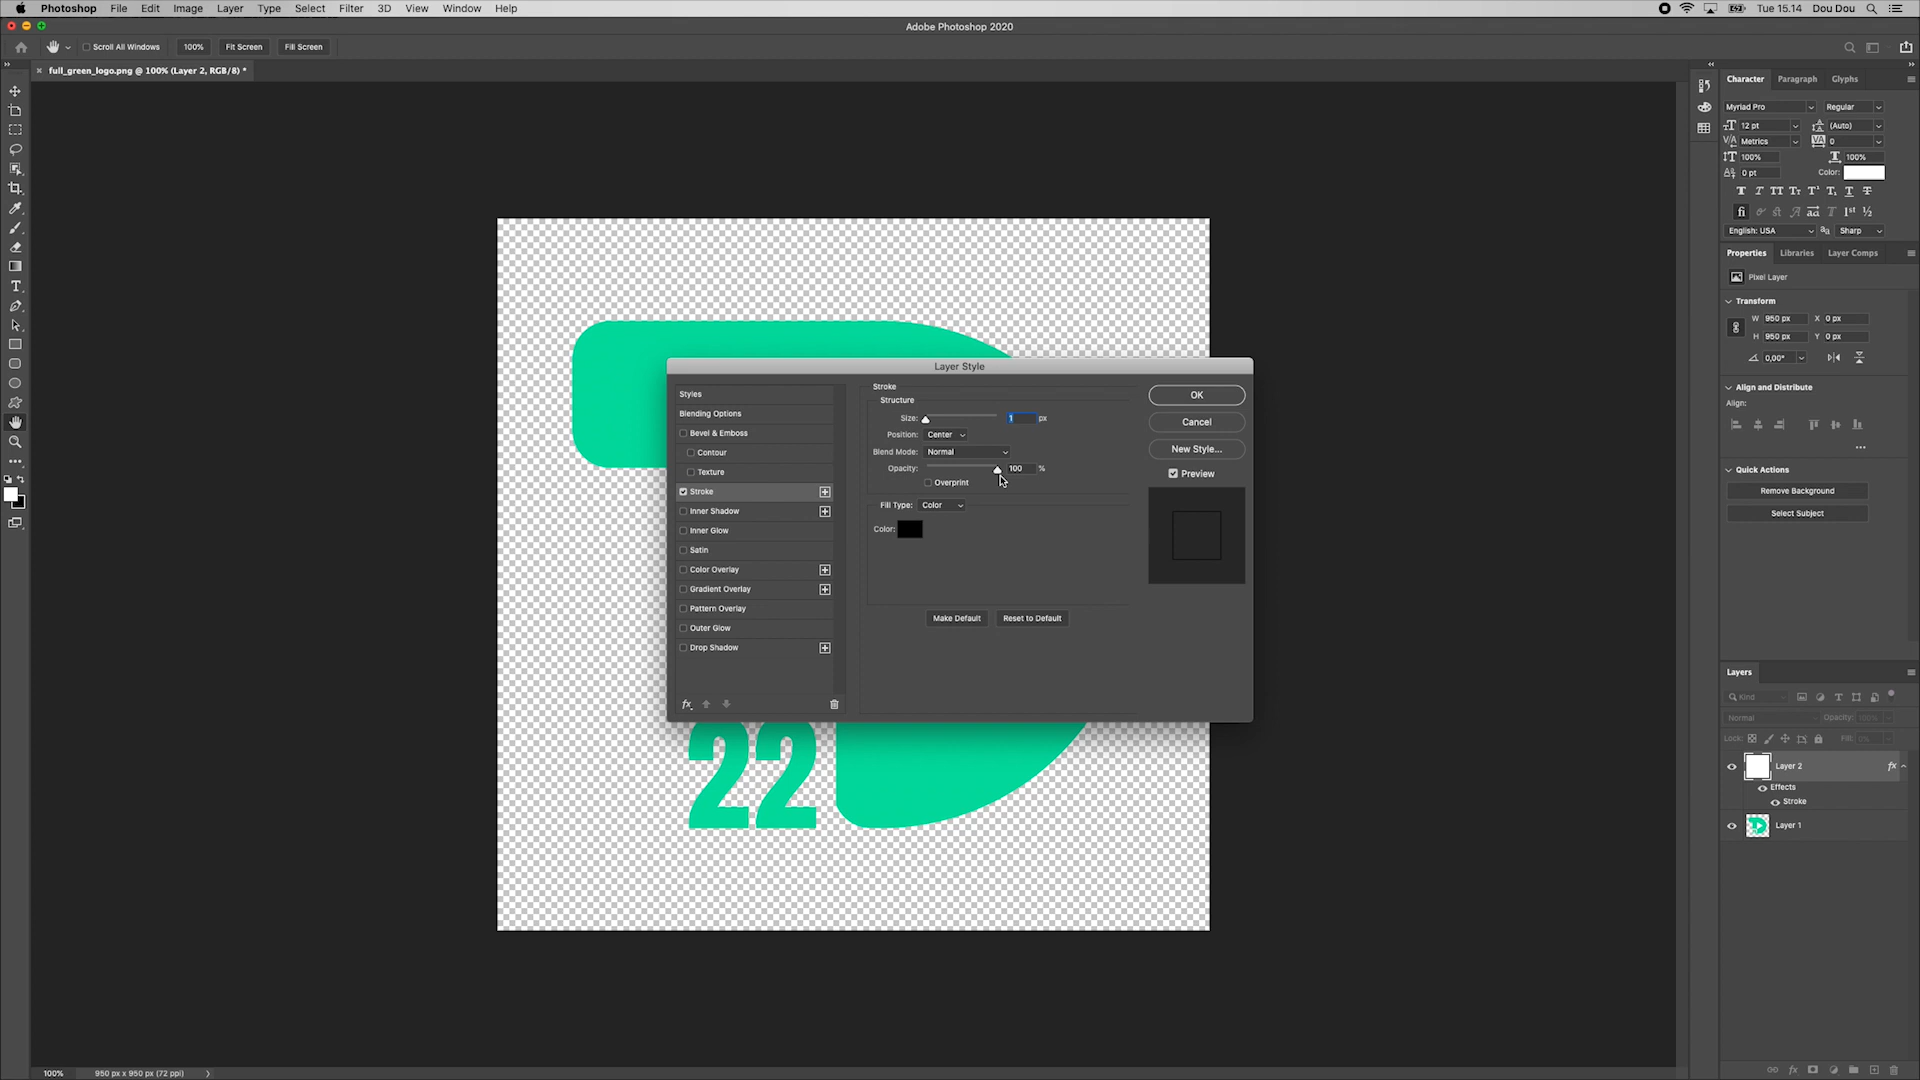 Photoshop File Edit Image Layer Type Select Filter 3D View Window Help
Tue 15.14 Dou Dou
Adobe Photoshop 2020
Scroll All Windows 100% Fit Screen Fill Screen
full_green_logo.png @ 100% (Layer 2, RGB/8) *
Character Paragraph Glyphs
Myriad Pro Regular
12 pt (Auto)
Metrics 0
100% 100%
0 pt Color:
English: USA Sharp
Properties Libraries Layer Comps
Pixel Layer
Transform
W 950 px X 0 px
H 950 px Y 0 px
0,00°
Align and Distribute
Align:
Quick Actions
Remove Background
Select Subject
Layer Style
Styles
Blending Options
Bevel & Emboss
Contour
Texture
Stroke
Inner Shadow
Inner Glow
Satin
Color Overlay
Gradient Overlay
Pattern Overlay
Outer Glow
Drop Shadow
fx
Stroke
Structure
Size: 1 px
Position: Center
Blend Mode: Normal
Opacity: 100 %
Overprint
Fill Type: Color
Color:
Make Default Reset to Default
OK
Cancel
New Style...
Preview
22
Layers
Kind
Normal Opacity: 100%
Lock: Fill: 0%
Layer 2 fx
Effects
Stroke
Layer 1
100% 950 px x 950 px (72 ppi)